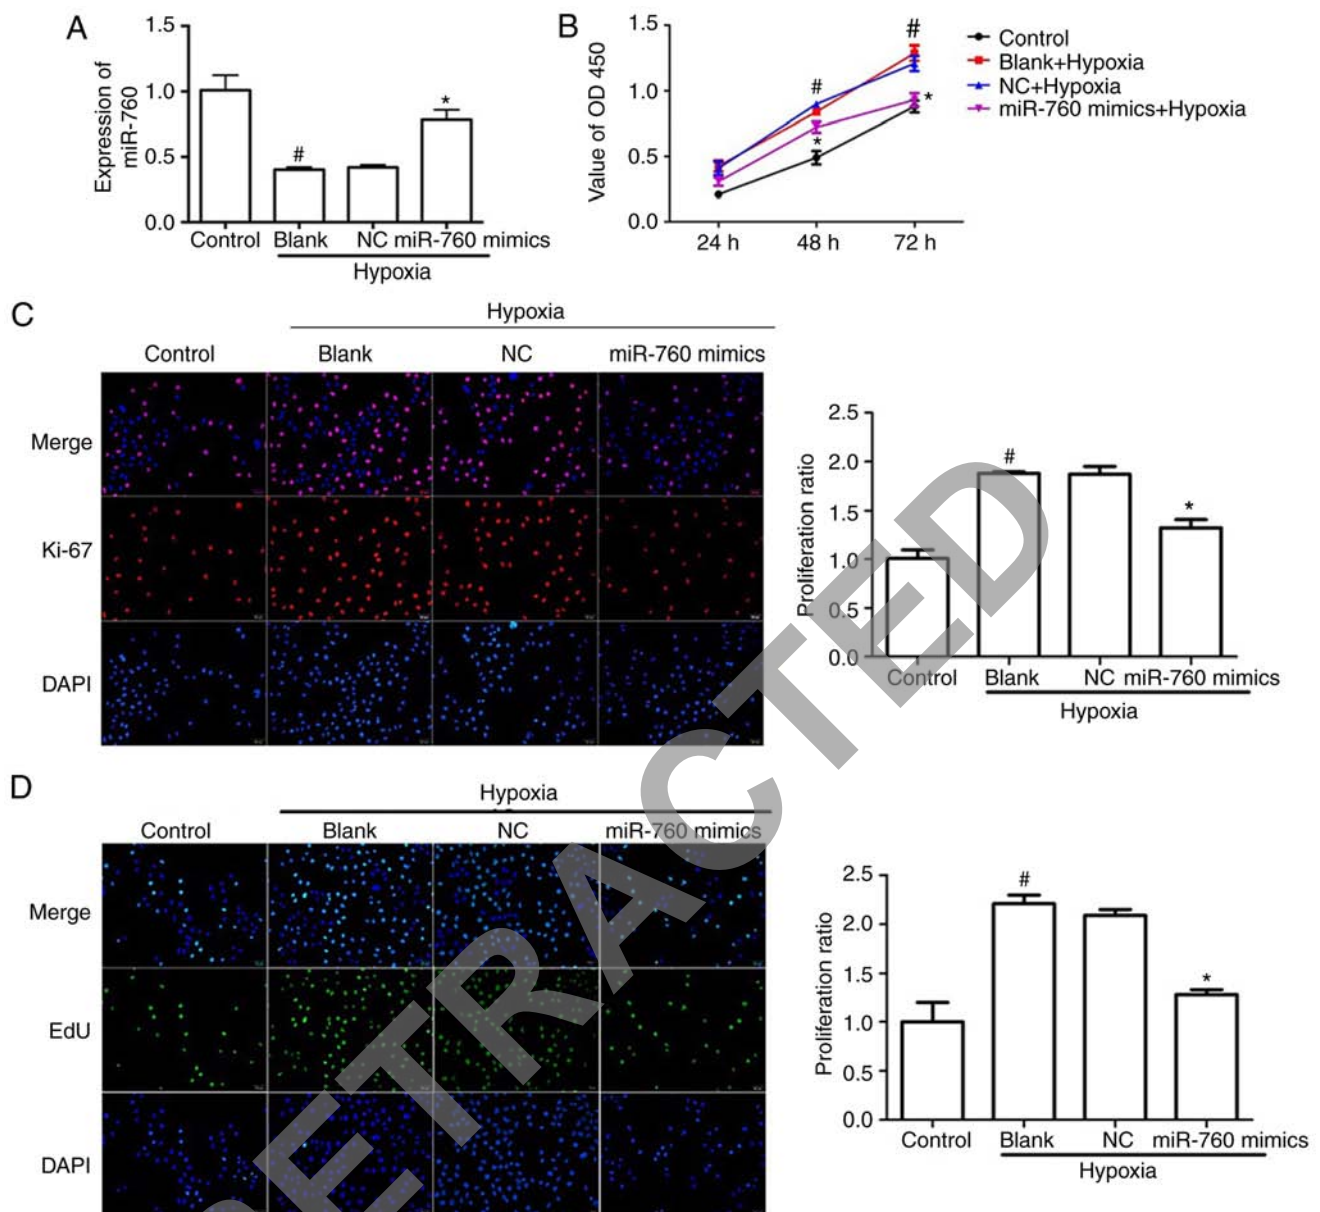 A
1.5
1.0
0.5
0.0
Expression of
miR-760
#
*
Control Blank NC miR-760 mimics
Hypoxia
B
1.5
1.0
0.5
0.0
Value of OD 450
#
#
*
*
24 h 48 h 72 h
Control
Blank+Hypoxia
NC+Hypoxia
miR-760 mimics+Hypoxia
C
Hypoxia
Control Blank NC miR-760 mimics
Merge
Ki-67
DAPI
2.5
2.0
1.5
1.0
0.5
0.0
Proliferation ratio
#
*
Control Blank NC miR-760 mimics
Hypoxia
D
Hypoxia
Control Blank NC miR-760 mimics
Merge
EdU
DAPI
2.5
2.0
1.5
1.0
0.5
0.0
Proliferation ratio
#
*
Control Blank NC miR-760 mimics
Hypoxia
RETRACTED